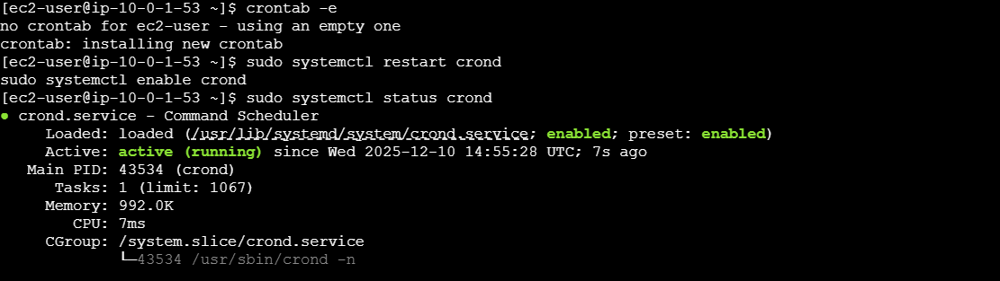 [ec2-user@ip-10-0-1-53 ~]$ crontab -e
no crontab for ec2-user - using an empty one
crontab: installing new crontab
[ec2-user@ip-10-0-1-53 ~]$ sudo systemctl restart crond
sudo systemctl enable crond
[ec2-user@ip-10-0-1-53 ~]$ sudo systemctl status crond
● crond.service - Command Scheduler
     Loaded: loaded (/usr/lib/systemd/system/crond.service; enabled; preset: enabled)
     Active: active (running) since Wed 2025-12-10 14:55:28 UTC; 7s ago
   Main PID: 43534 (crond)
      Tasks: 1 (limit: 1067)
     Memory: 992.0K
        CPU: 7ms
     CGroup: /system.slice/crond.service
             └─43534 /usr/sbin/crond -n